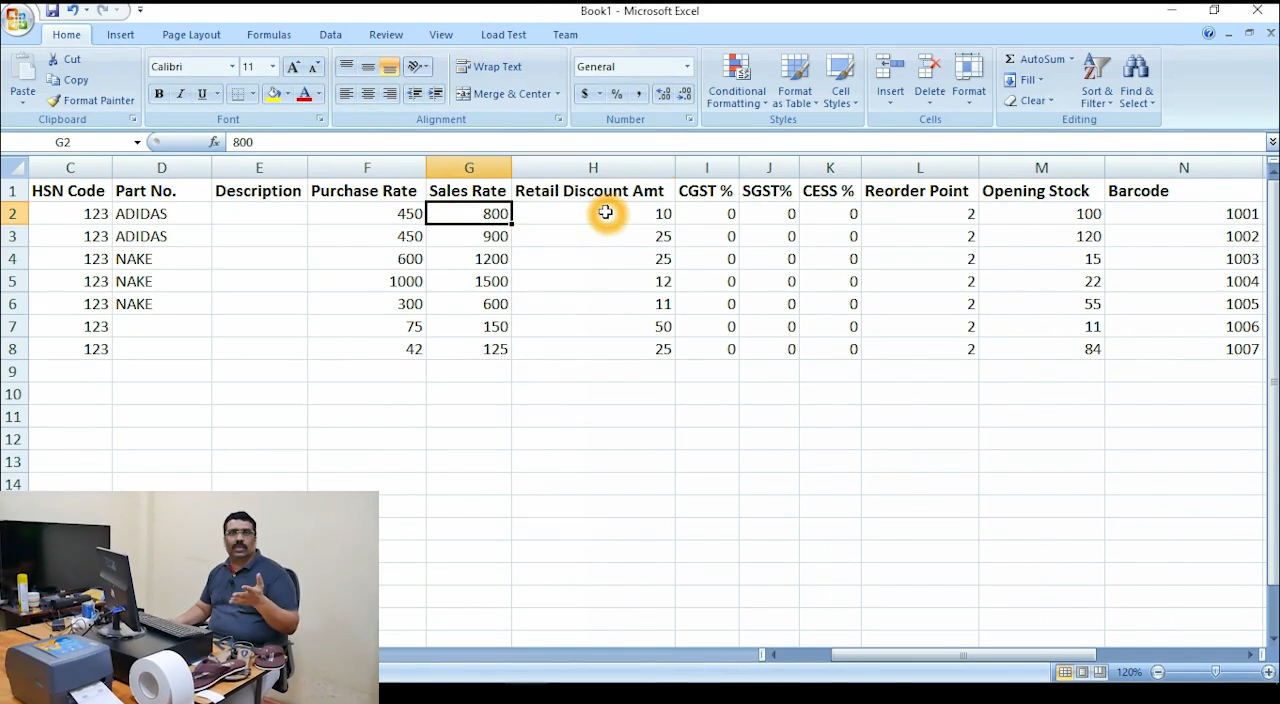 Book1 - Microsoft Excel
Home Insert Page Layout Formulas Data Review View Load Test Team
Cut
Copy
Format Painter
Paste
Clipboard
Calibri 11
B I U
Font
Wrap Text
Merge & Center
Alignment
General
$ % ,
Number
Conditional Formatting
Format as Table
Cell Styles
Styles
Insert Delete Format
Cells
Σ AutoSum
Fill
Clear
Sort & Filter
Find & Select
Editing
G2 fx 800
C D E F G H I J K L M N
1 HSN Code Part No. Description Purchase Rate Sales Rate Retail Discount Amt CGST % SGST% CESS % Reorder Point Opening Stock Barcode
2 123 ADIDAS 450 800 10 0 0 0 2 100 1001
3 123 ADIDAS 450 900 25 0 0 0 2 120 1002
4 123 NAKE 600 1200 25 0 0 0 2 15 1003
5 123 NAKE 1000 1500 12 0 0 0 2 22 1004
6 123 NAKE 300 600 11 0 0 0 2 55 1005
7 123 75 150 50 0 0 0 2 11 1006
8 123 42 125 25 0 0 0 2 84 1007
9
10
11
12
13
14
120%